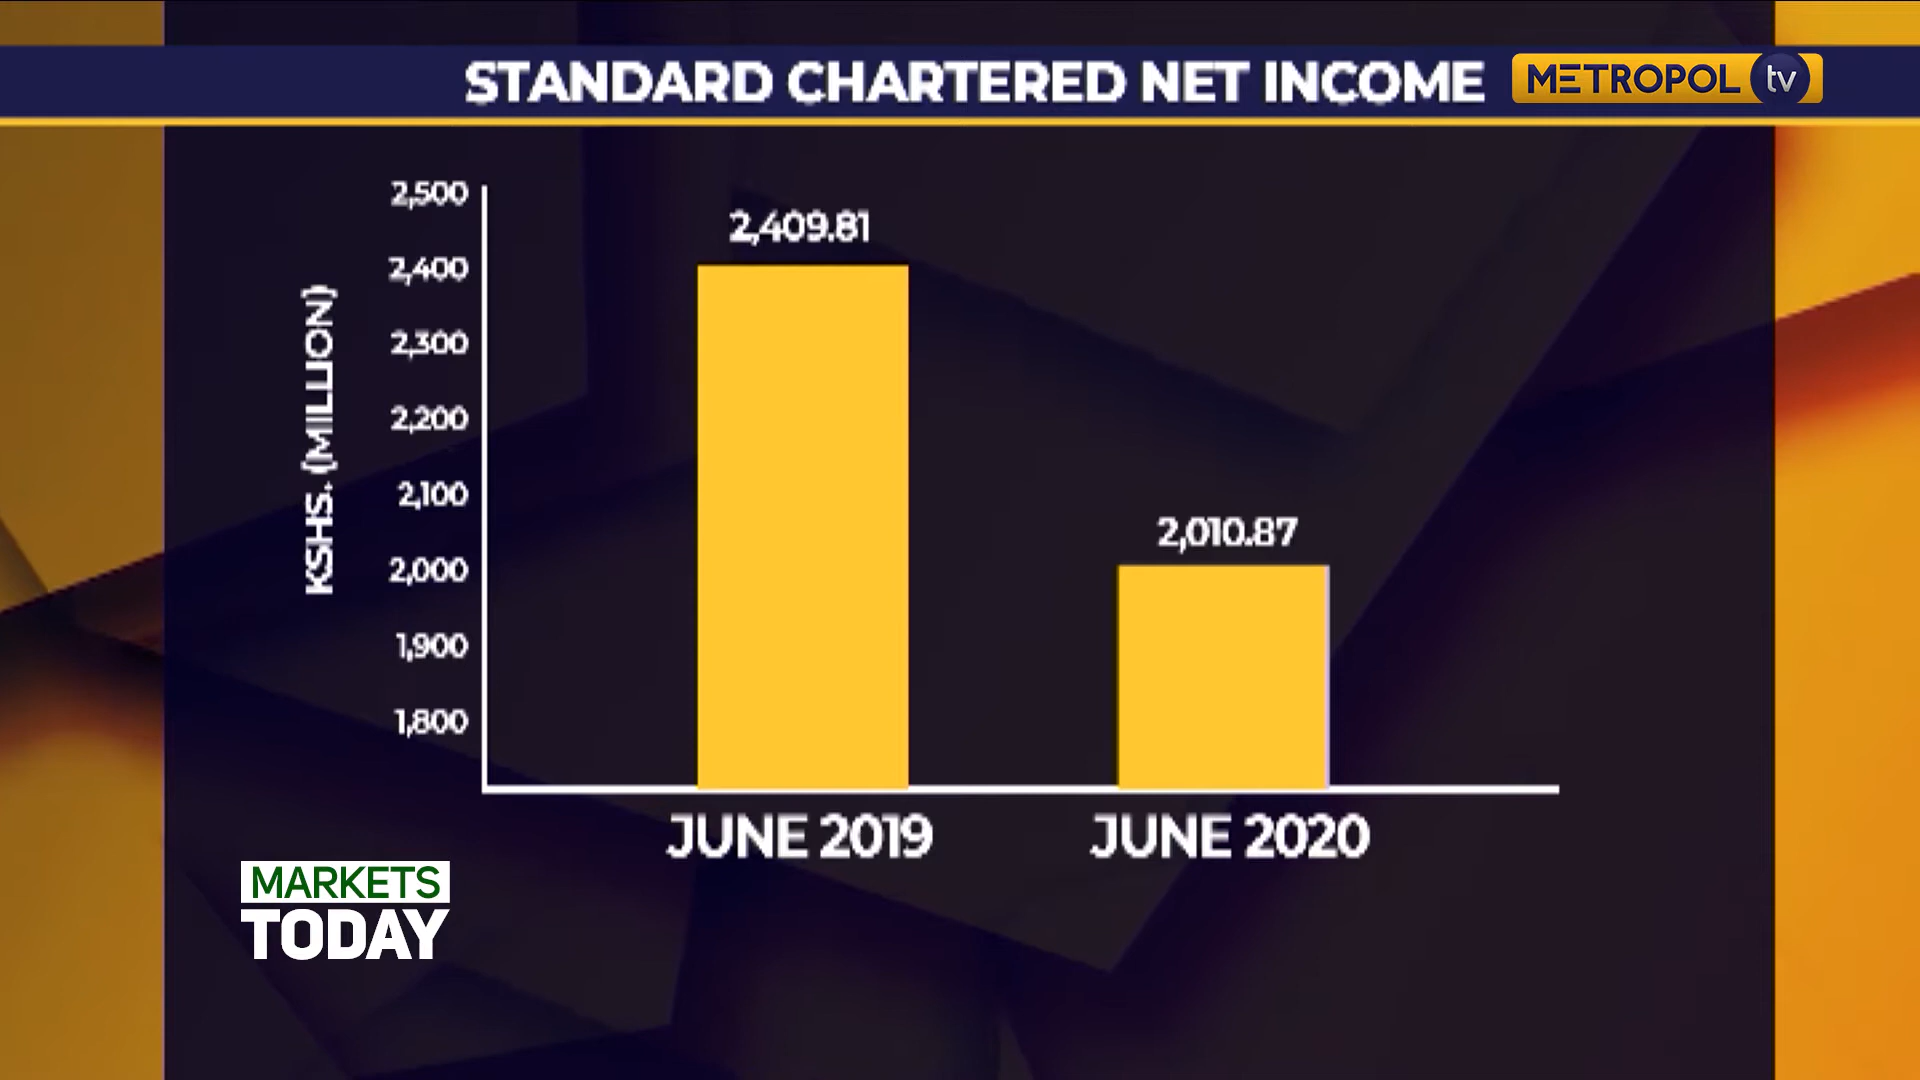 STANDARD CHARTERED NET INCOME
METROPOL tv
2,500
2,409.81
2,400
2,300
2,200
2,100
2,010.87
2,000
1,900
1,800
KSHS. (MILLION)
JUNE 2019
JUNE 2020
MARKETS
TODAY